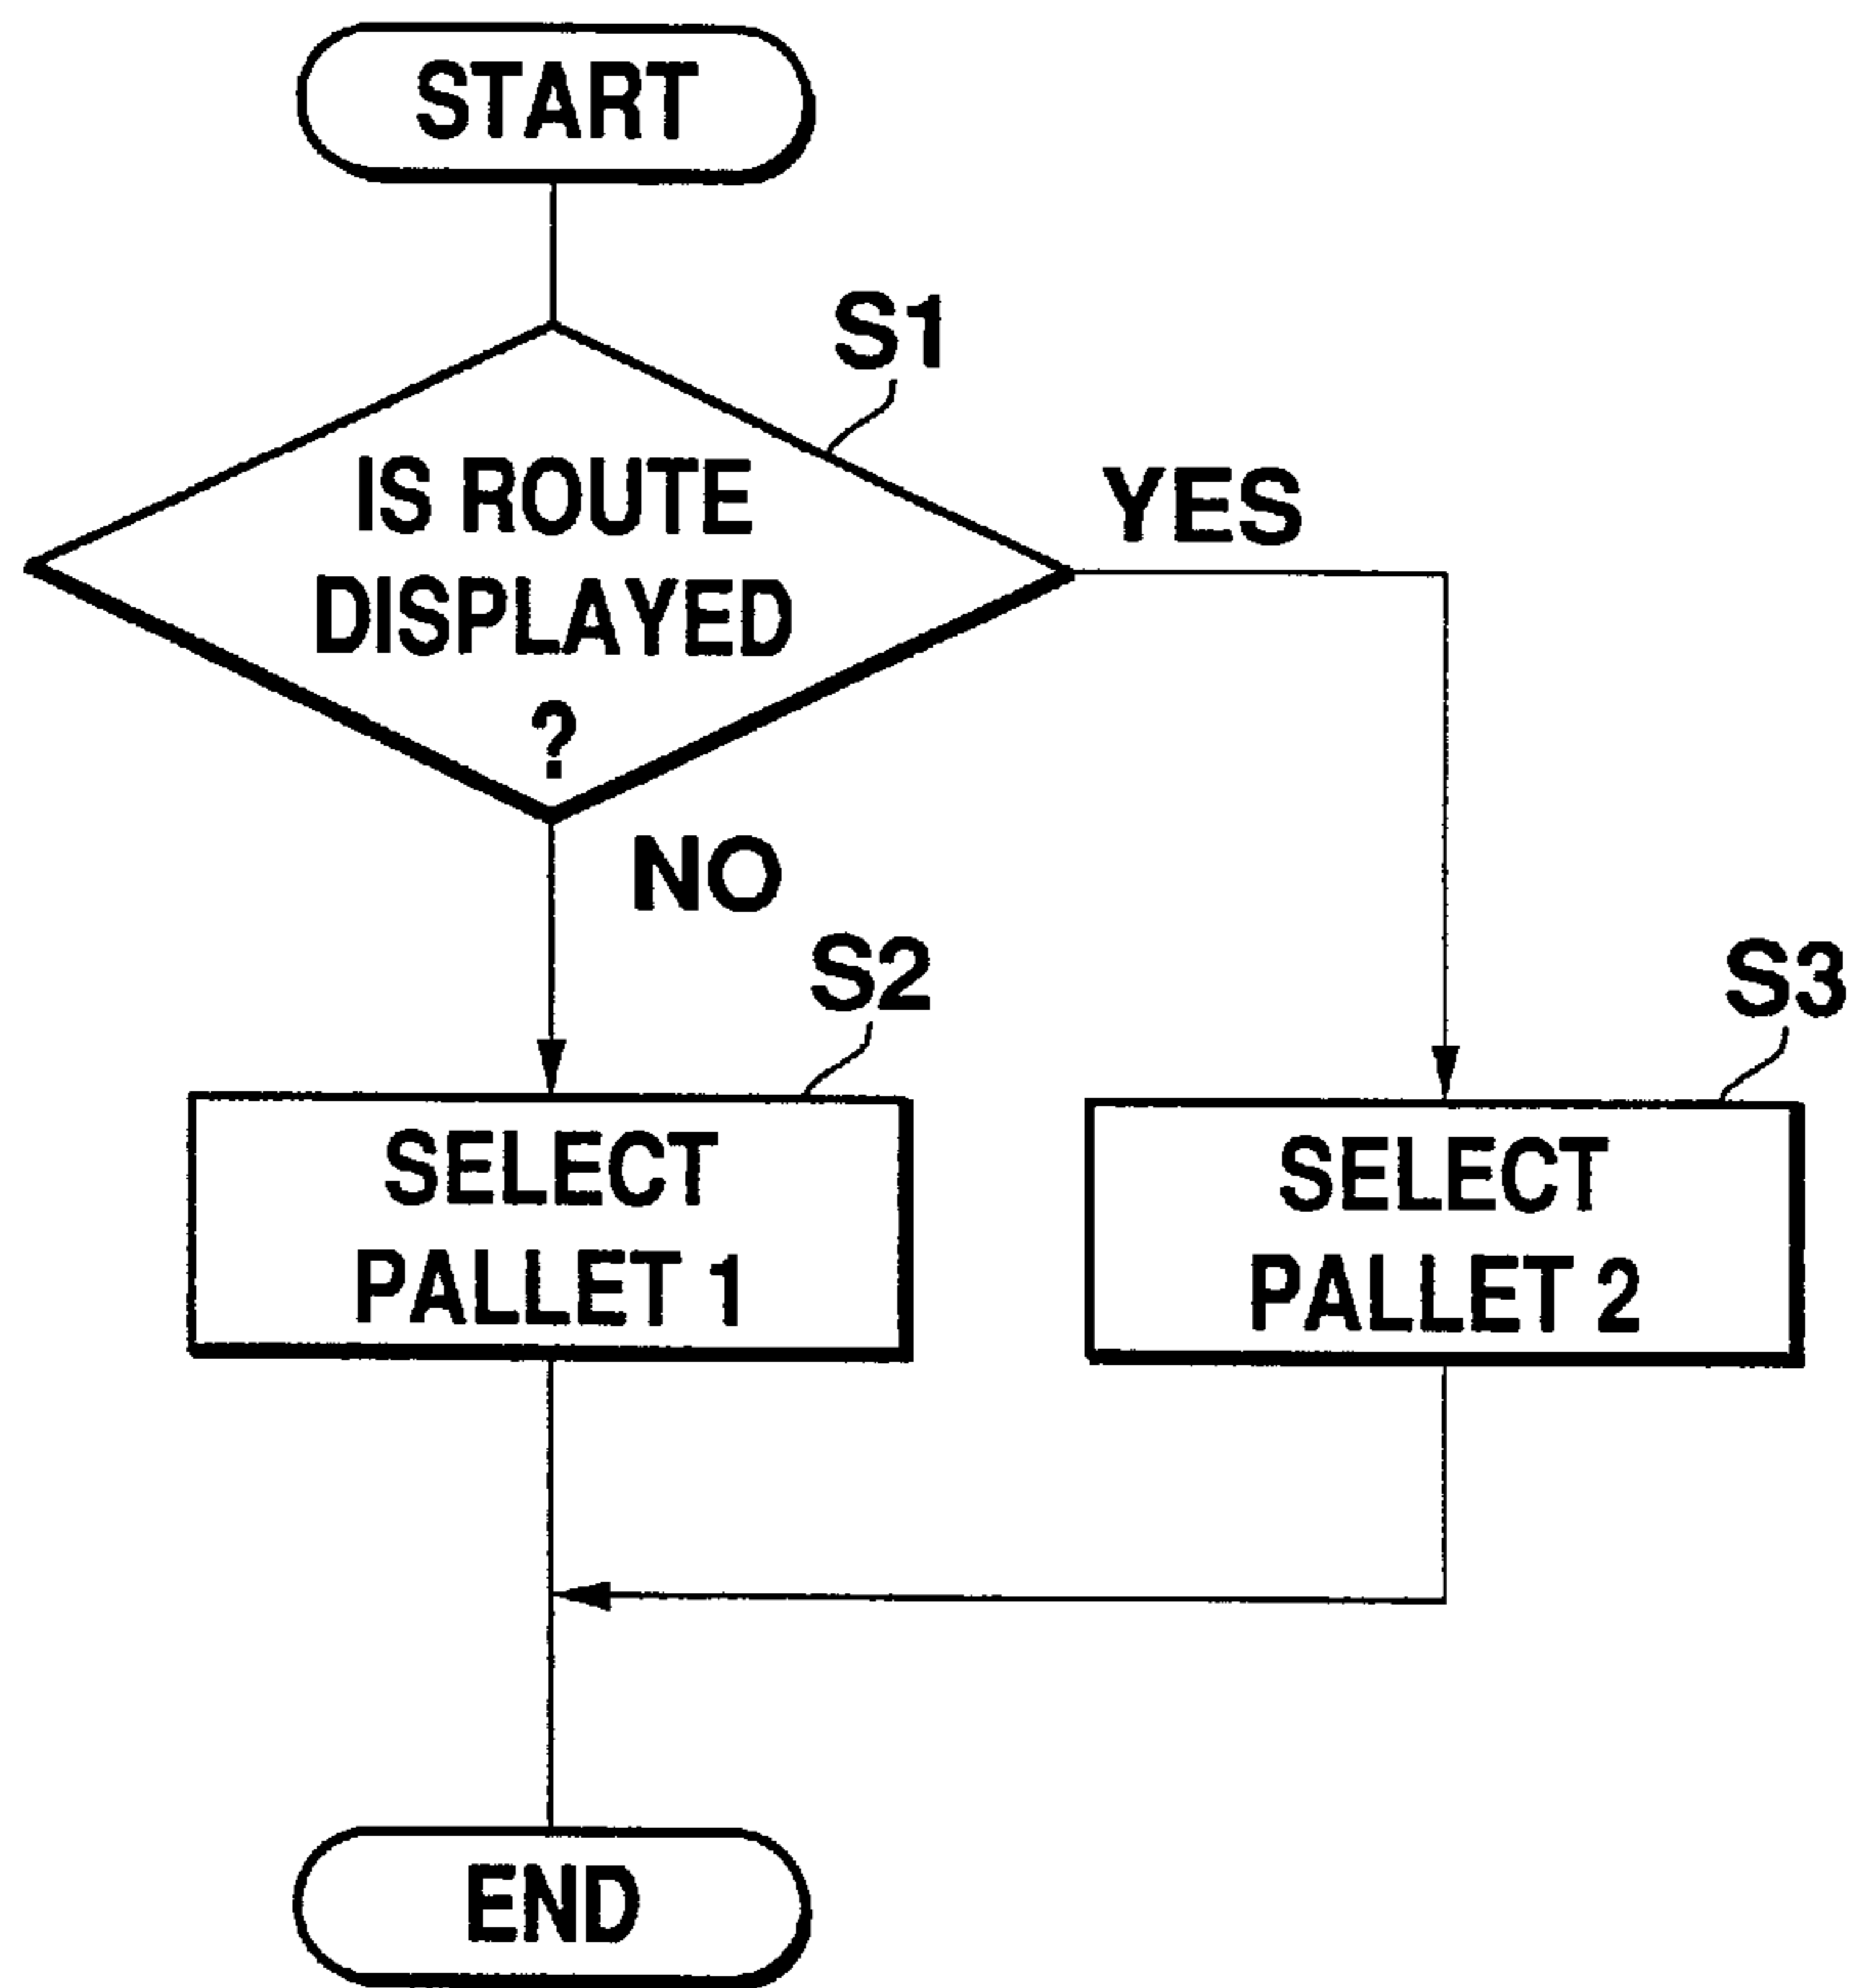 START
S1
IS ROUTE
DISPLAYED
?
YES
NO
S2
S3
SELECT
PALLET 1
SELECT
PALLET 2
END